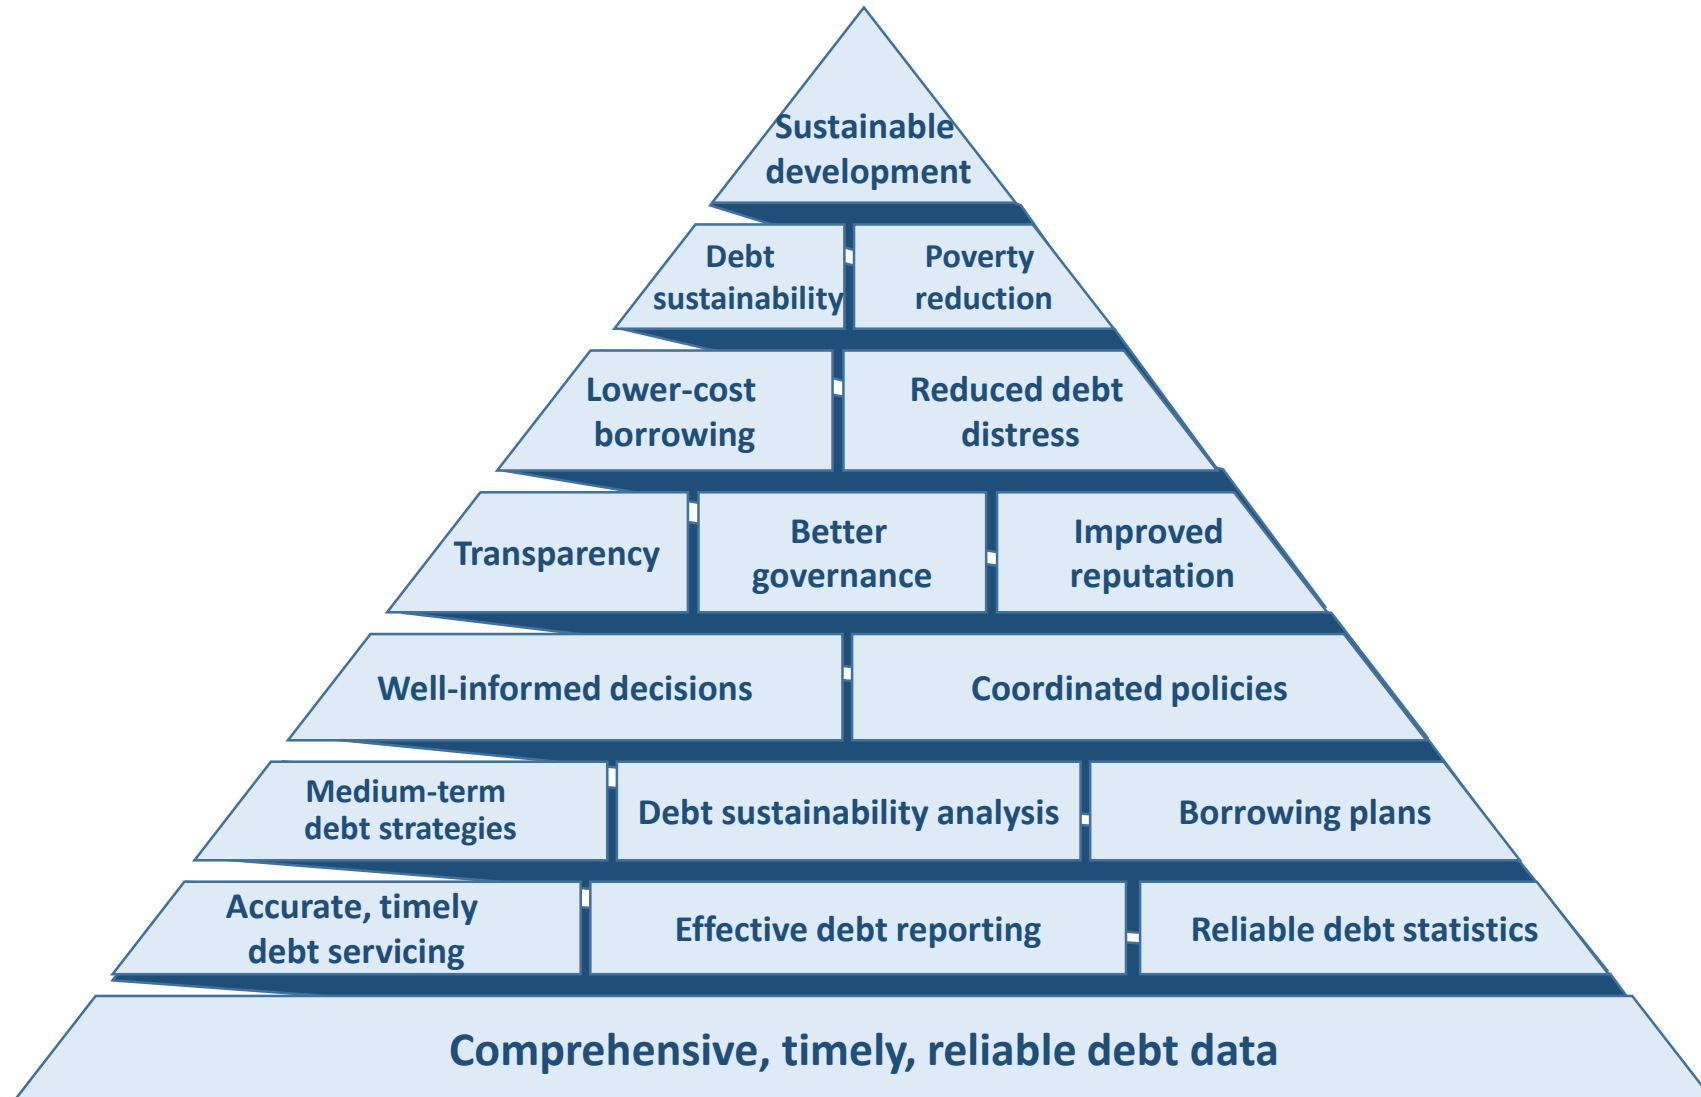 Sustainable
development
Debt
sustainability
Poverty
reduction
Lower-cost
borrowing
Reduced debt
distress
Transparency
Better
governance
Improved
reputation
Well-informed decisions
Coordinated policies
Medium-term
debt strategies
Debt sustainability analysis
Borrowing plans
Accurate, timely
debt servicing
Effective debt reporting
Reliable debt statistics
Comprehensive, timely, reliable debt data